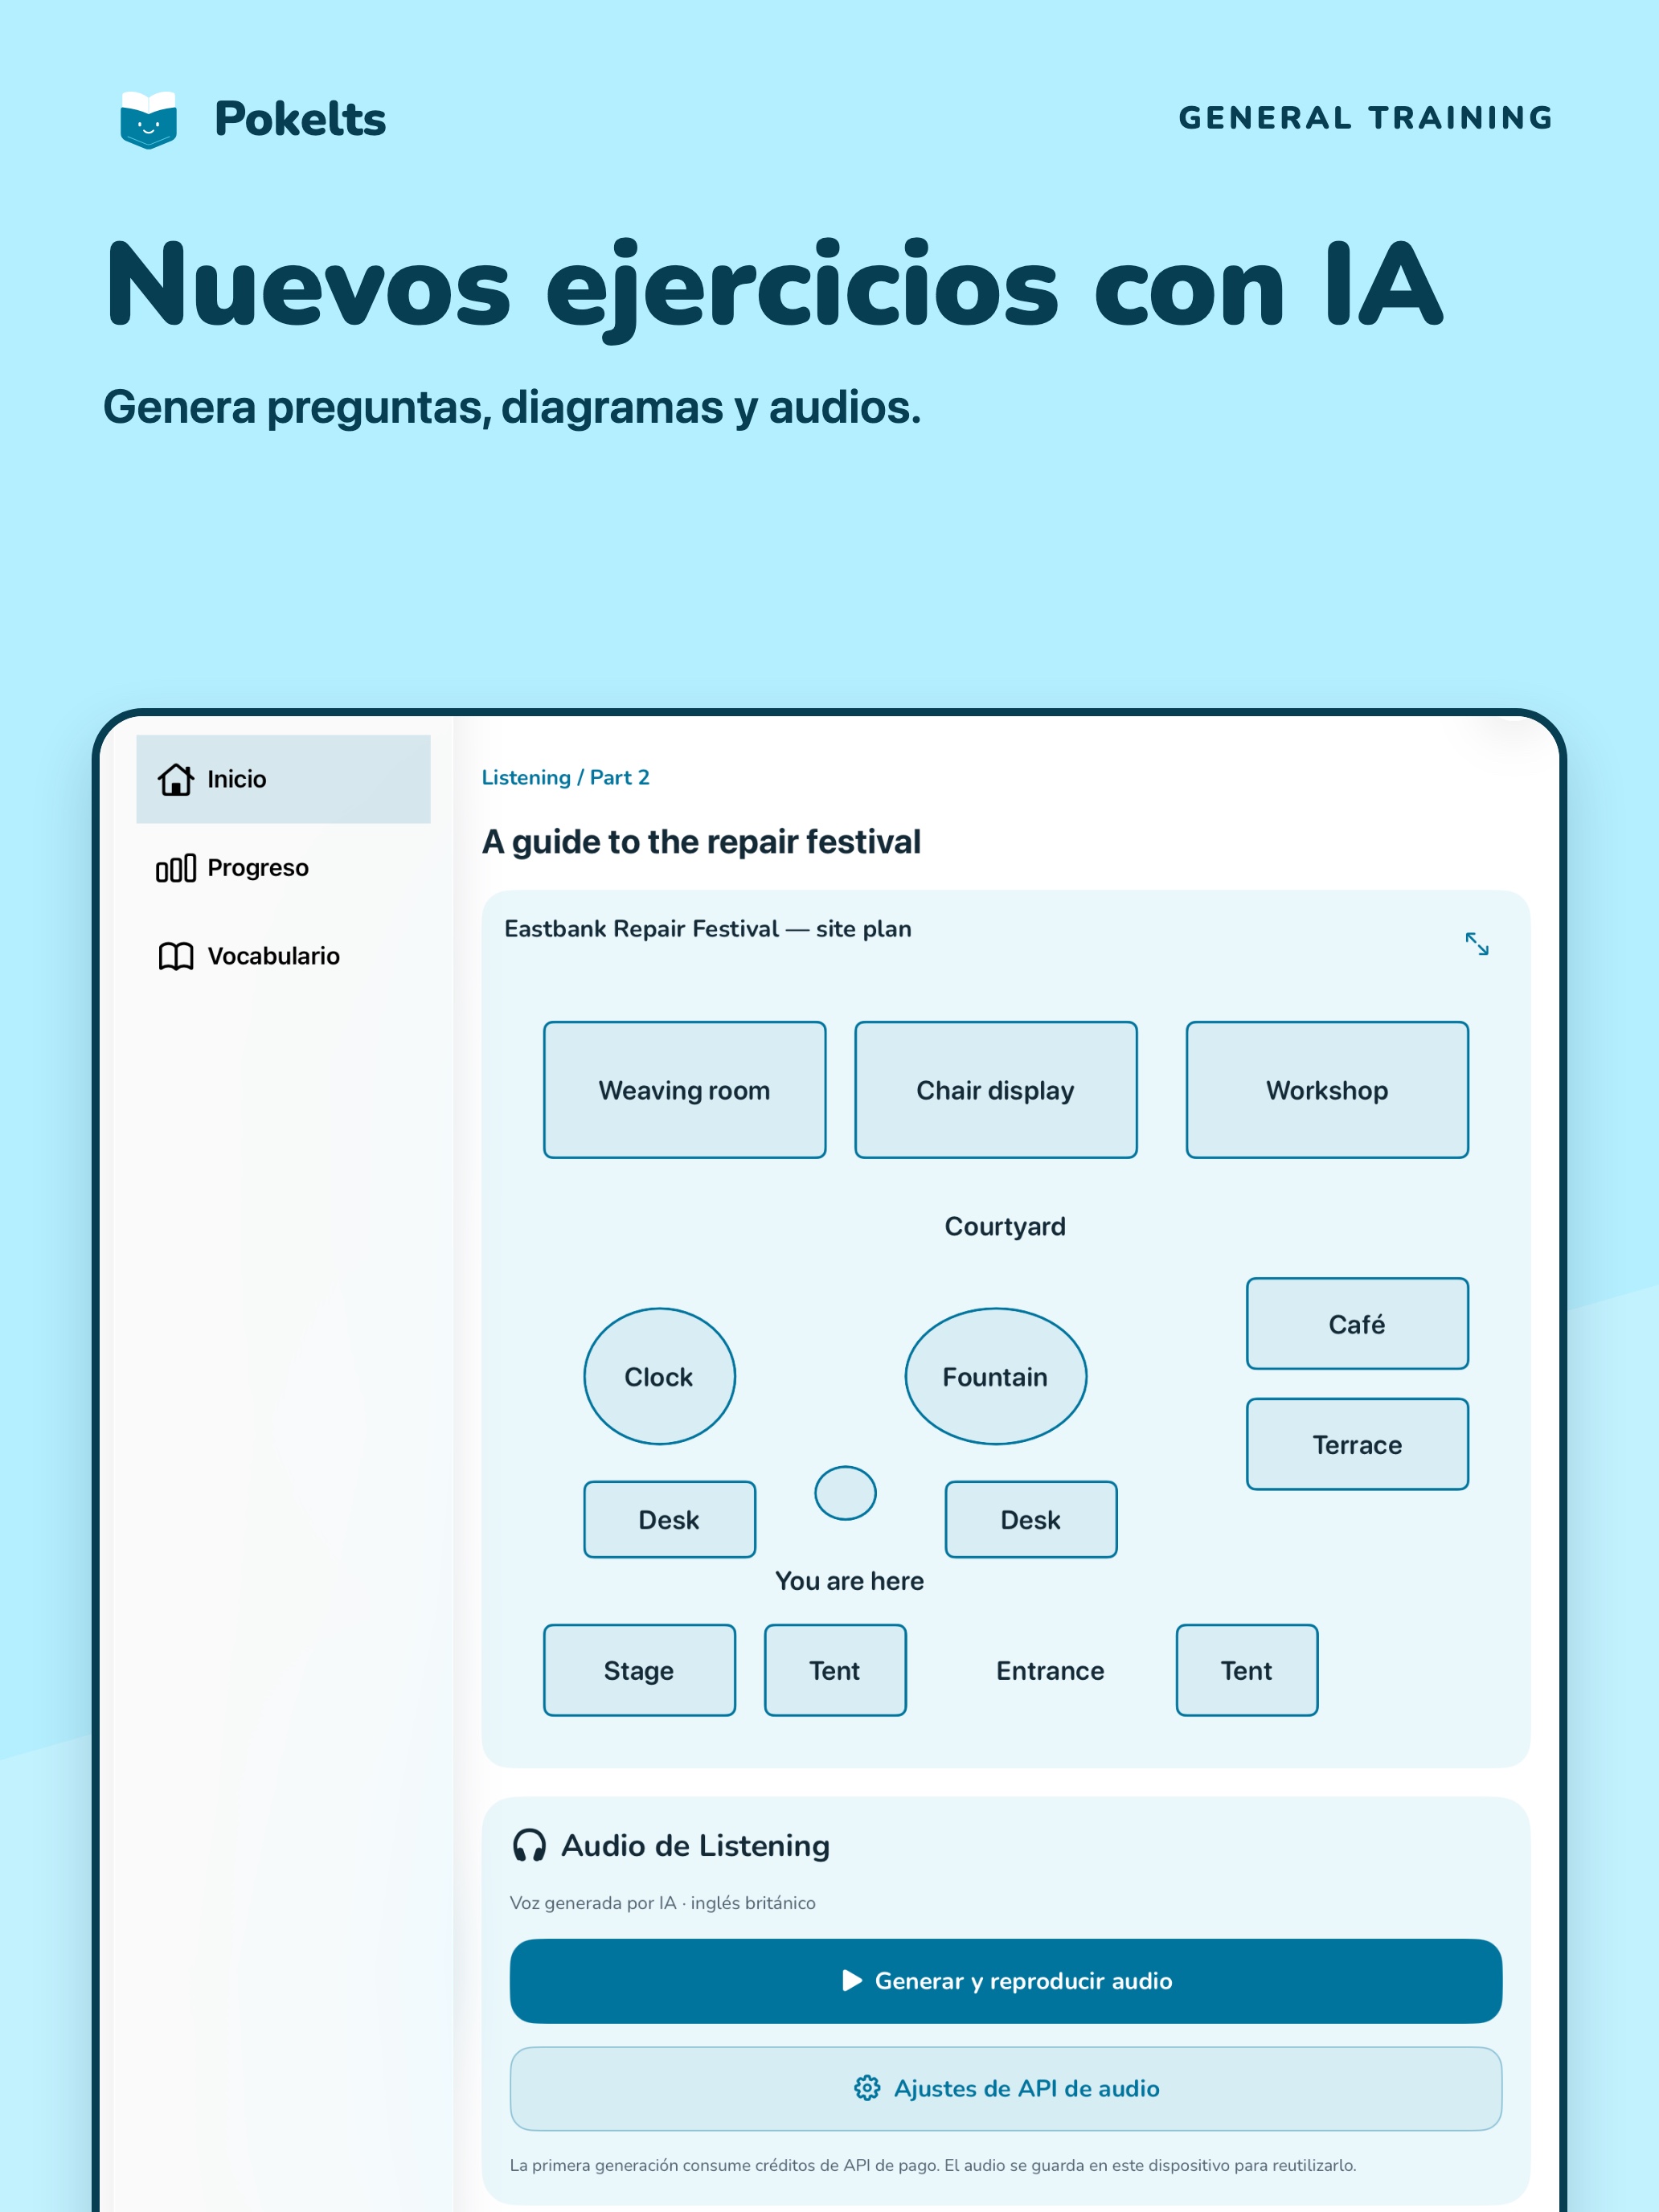 Pokelts
GENERAL TRAINING
Nuevos ejercicios con IA
Genera preguntas, diagramas y audios.
Inicio
Progreso
Vocabulario
Listening / Part 2
A guide to the repair festival
Eastbank Repair Festival — site plan
Weaving room
Chair display
Workshop
Courtyard
Café
Clock
Fountain
Terrace
Desk
Desk
You are here
Stage
Tent
Entrance
Tent
Audio de Listening
Voz generada por IA · inglés británico
Generar y reproducir audio
Ajustes de API de audio
La primera generación consume créditos de API de pago. El audio se guarda en este dispositivo para reutilizarlo.